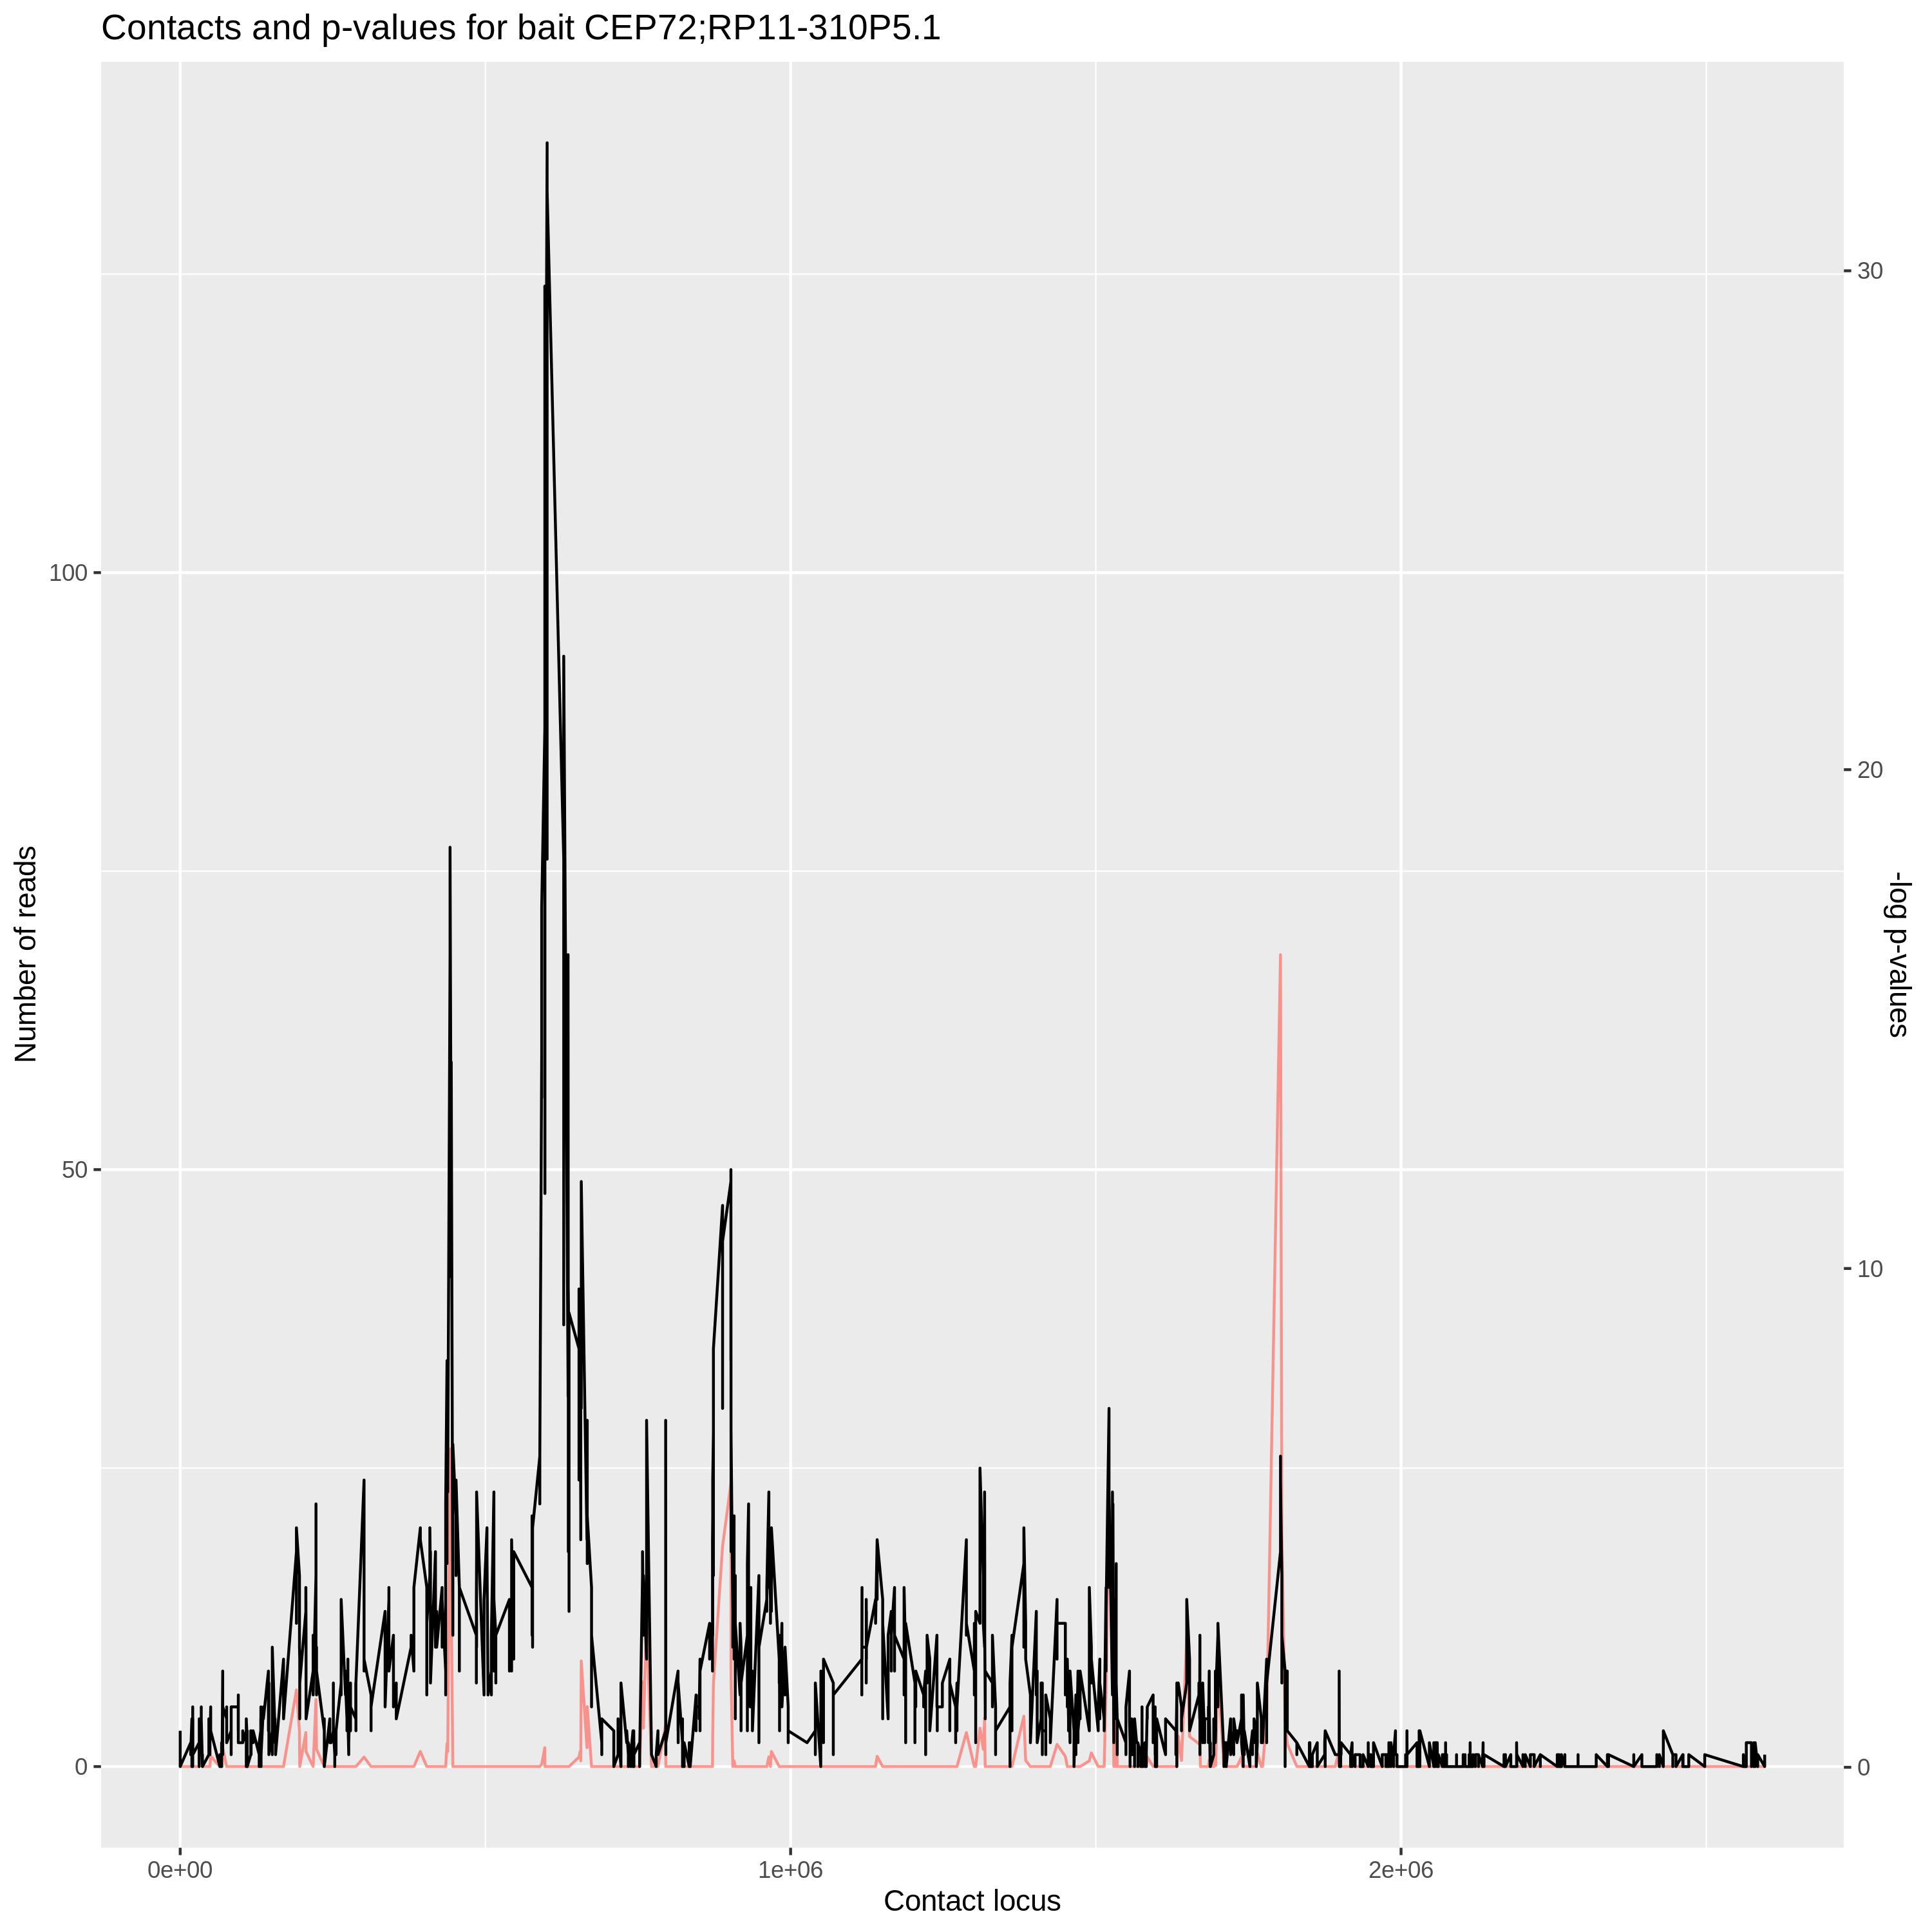 Contacts and p-values for bait CEP72;RP11-310P5.1
Number of reads
100
50
0
30
20
10
0
-log p-values
0e+00
1e+06
2e+06
Contact locus